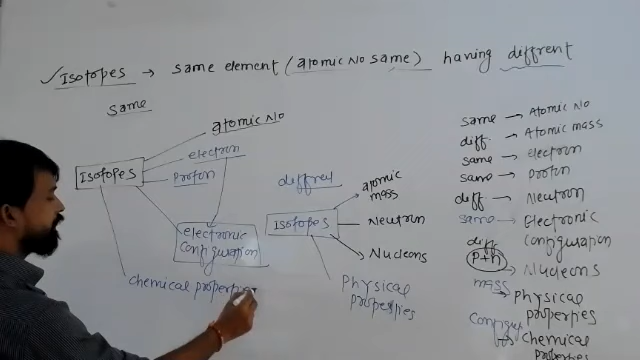 ✓Isotopes → same element (atomic No same) having diffrent
same
atomic No
electron
Proton
Isotopes
electronic
configuration
chemical properties
diffret
atomic
mass
Isotopes
Neutron
Nucleons
Physical
properties
same → Atomic No
diff → Atomic mass
same → electron
same → proton
diff → Neutron
same → Electronic
configuration
diff
P+n → Nucleons
mass
→ physical
properties
→ chemical